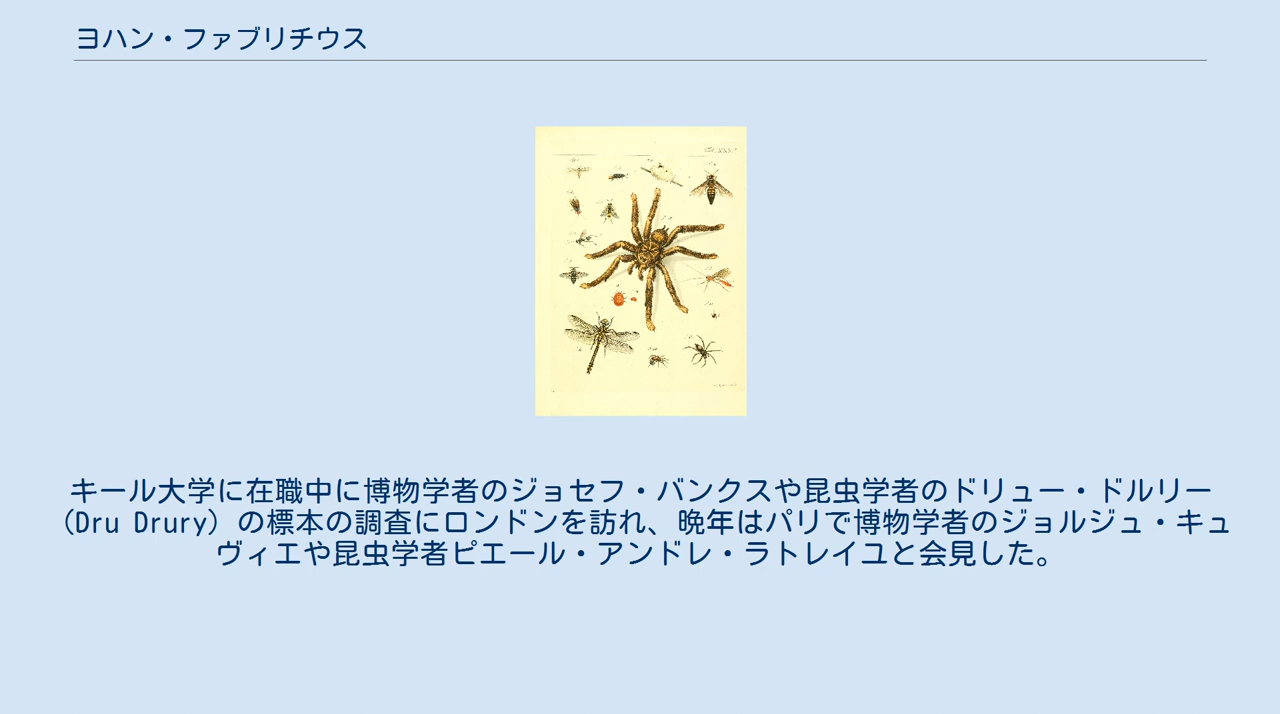 ヨハン・ファブリチウス
キール大学に在職中に博物学者のジョセフ・バンクスや昆虫学者のドリュー・ドルリー
（Dru Drury）の標本の調査にロンドンを訪れ、晩年はパリで博物学者のジョルジュ・キュ
ヴィエや昆虫学者ピエール・アンドレ・ラトレイユと会見した。